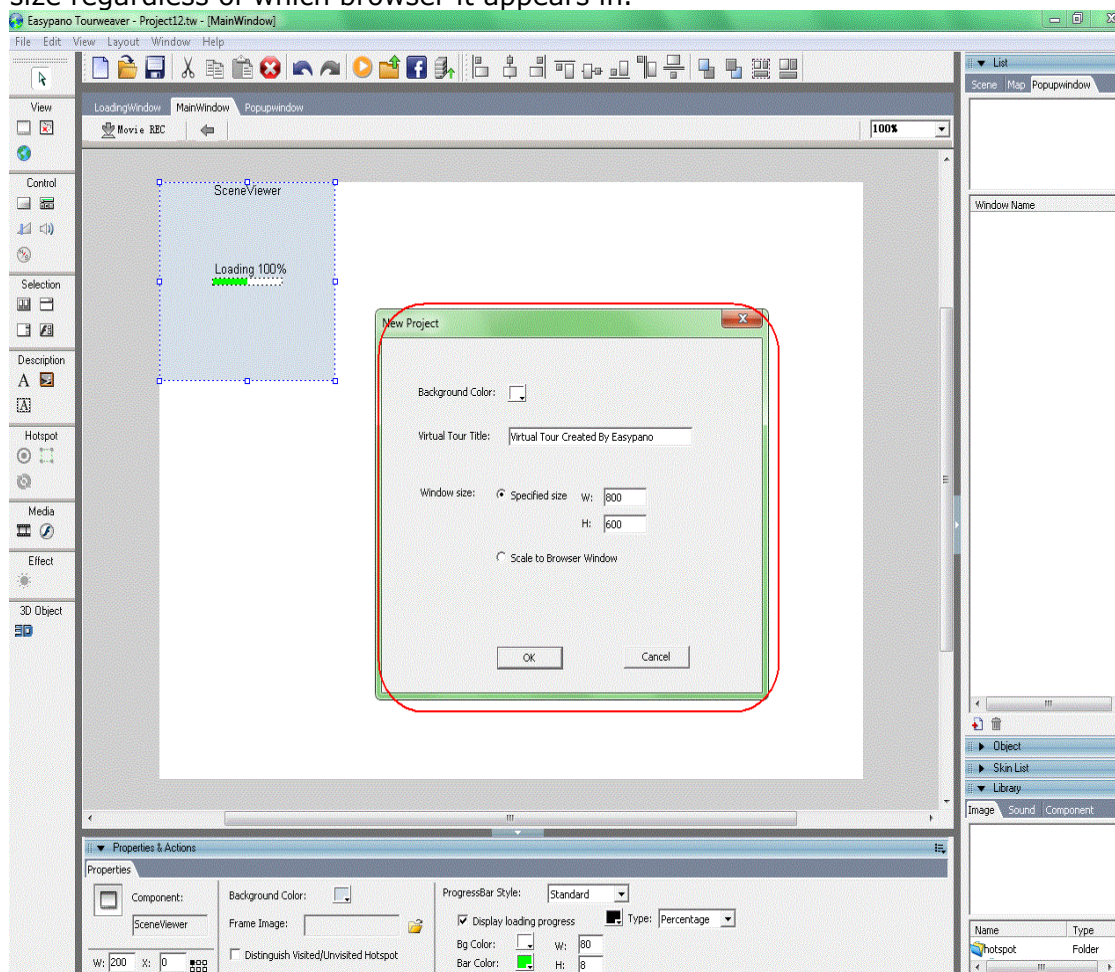 size regardless of which browser it appears in.
Easypano Tourweaver - Project12.tw - [MainWindow]
File Edit View Layout Window Help
List
Scene Map Popupwindow
View
LoadingWindow MainWindow Popupwindow
Movie REC
100%
Control
SceneViewer
Window Name
Loading 100%
Selection
New Project
Description
A
A
Background Color:
Hotspot
Virtual Tour Title: Virtual Tour Created By Easypano
Window size: Specified size W: 800
Media
H: 600
Effect
Scale to Browser Window
3D Object
3D
OK Cancel
Object
Skin List
Library
Image Sound Component
Properties & Actions
Properties
Component: Background Color: ProgressBar Style: Standard
SceneViewer Frame Image: Display loading progress Type: Percentage
Name Type
Bg Color: W: 80
hotspot Folder
W: 200 X: 0 Distinguish Visited/Unvisited Hotspot Bar Color: H: 8